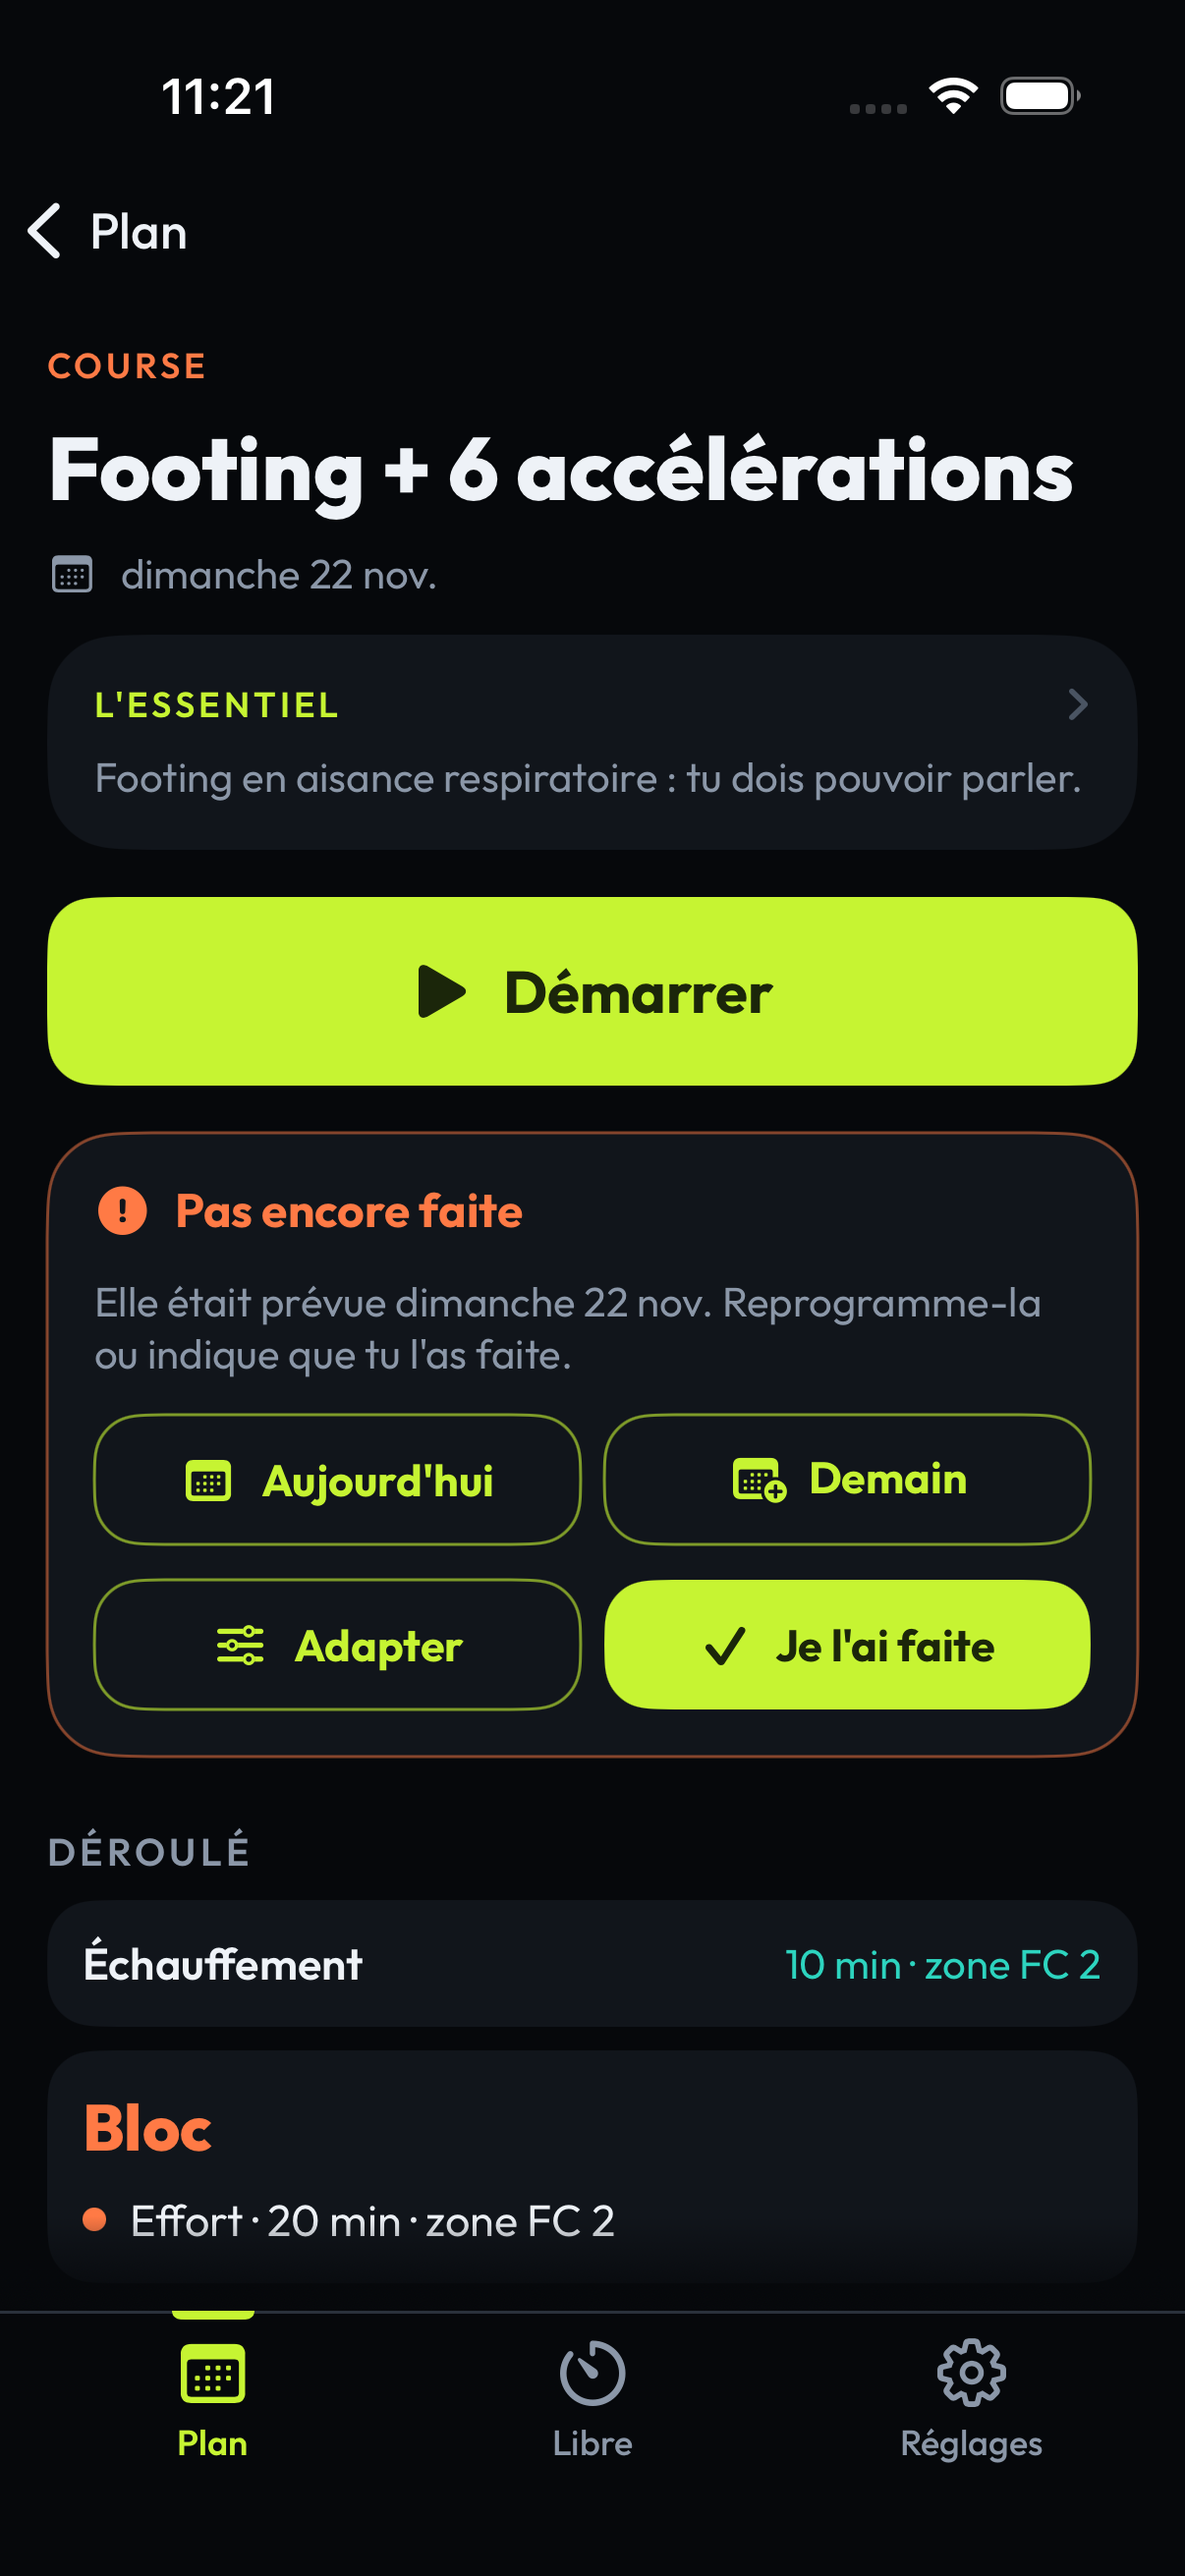 11:21
Plan
COURSE
Footing + 6 accélérations
dimanche 22 nov.
L'ESSENTIEL
Footing en aisance respiratoire : tu dois pouvoir parler.
Démarrer
Pas encore faite
Elle était prévue dimanche 22 nov. Reprogramme-la
ou indique que tu l'as faite.
Aujourd'hui
Demain
Adapter
Je l'ai faite
DÉROULÉ
Échauffement
10 min · zone FC 2
Bloc
Effort · 20 min · zone FC 2
Plan
Libre
Réglages